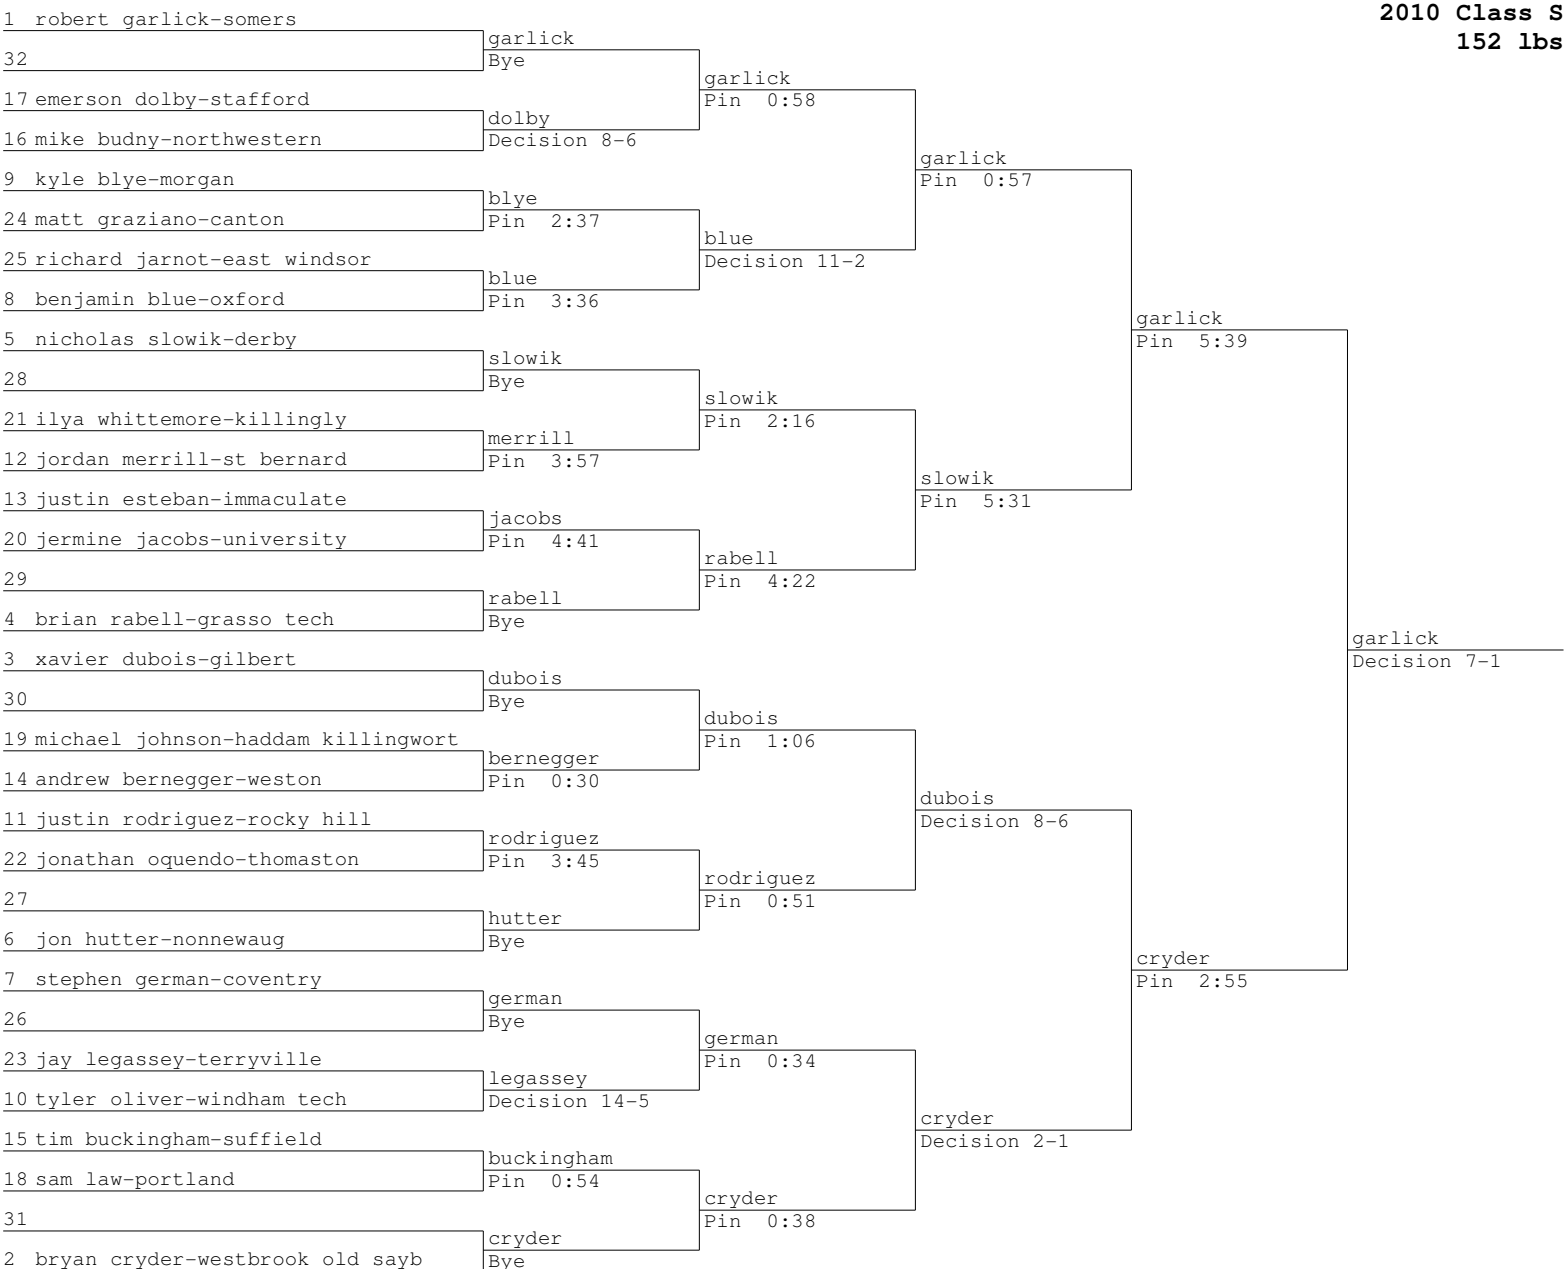 2010 Class S
152 lbs
1 robert garlick-somers
32
17 emerson dolby-stafford
16 mike budny-northwestern
9 kyle blye-morgan
24 matt graziano-canton
25 richard jarnot-east windsor
8 benjamin blue-oxford
5 nicholas slowik-derby
28
21 ilya whittemore-killingly
12 jordan merrill-st bernard
13 justin esteban-immaculate
20 jermine jacobs-university
29
4 brian rabell-grasso tech
3 xavier dubois-gilbert
30
19 michael johnson-haddam killingwort
14 andrew bernegger-weston
11 justin rodriguez-rocky hill
22 jonathan oquendo-thomaston
27
6 jon hutter-nonnewaug
7 stephen german-coventry
26
23 jay legassey-terryville
10 tyler oliver-windham tech
15 tim buckingham-suffield
18 sam law-portland
31
2 bryan cryder-westbrook old sayb
garlick
Bye
dolby
Decision 8-6
blye
Pin 2:37
blue
Pin 3:36
slowik
Bye
merrill
Pin 3:57
jacobs
Pin 4:41
rabell
Bye
dubois
Bye
bernegger
Pin 0:30
rodriguez
Pin 3:45
hutter
Bye
german
Bye
legassey
Decision 14-5
buckingham
Pin 0:54
cryder
Bye
garlick
Pin 0:58
blue
Decision 11-2
slowik
Pin 2:16
rabell
Pin 4:22
dubois
Pin 1:06
rodriguez
Pin 0:51
german
Pin 0:34
cryder
Pin 0:38
garlick
Pin 0:57
slowik
Pin 5:31
dubois
Decision 8-6
cryder
Decision 2-1
garlick
Pin 5:39
cryder
Pin 2:55
garlick
Decision 7-1